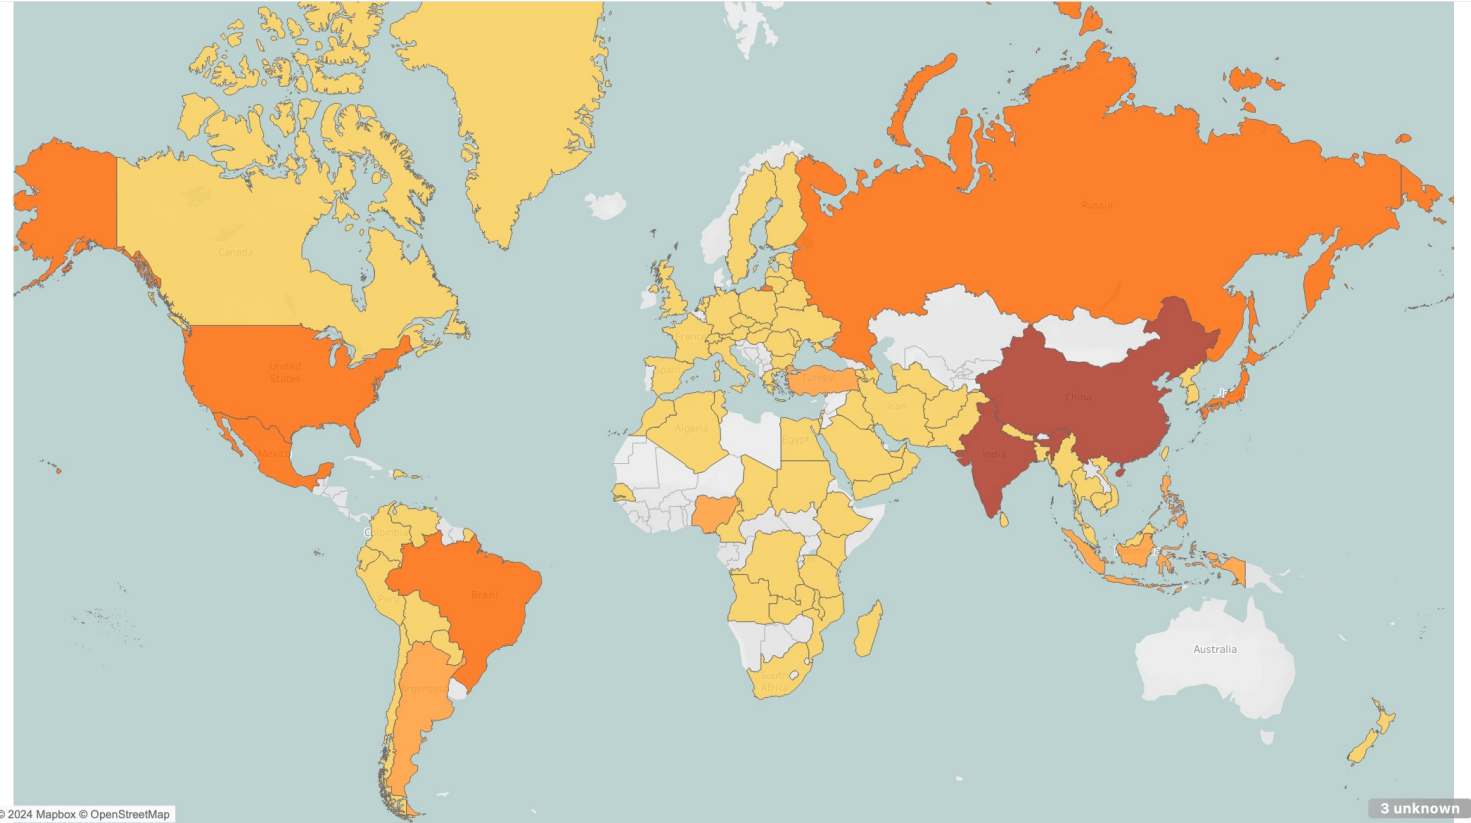 Russia
Canada
France
United
States
Spain
Turkey
China
Iran
Algeria
Egypt
Mexico
India
Colombia
Brazil
Peru
Australia
South
Africa
Argentina
© 2024 Mapbox © OpenStreetMap
3 unknown